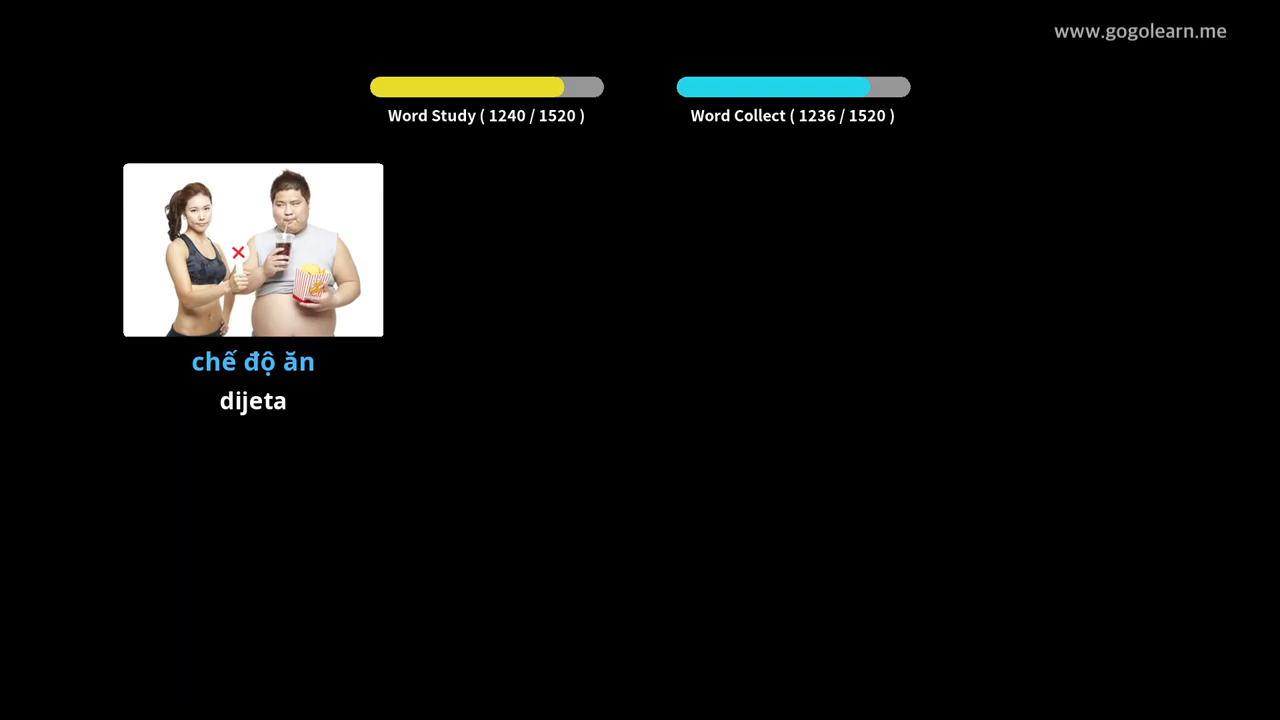 www.gogolearn.me
Word Study ( 1240 / 1520 )
Word Collect ( 1236 / 1520 )
chế độ ăn
dijeta